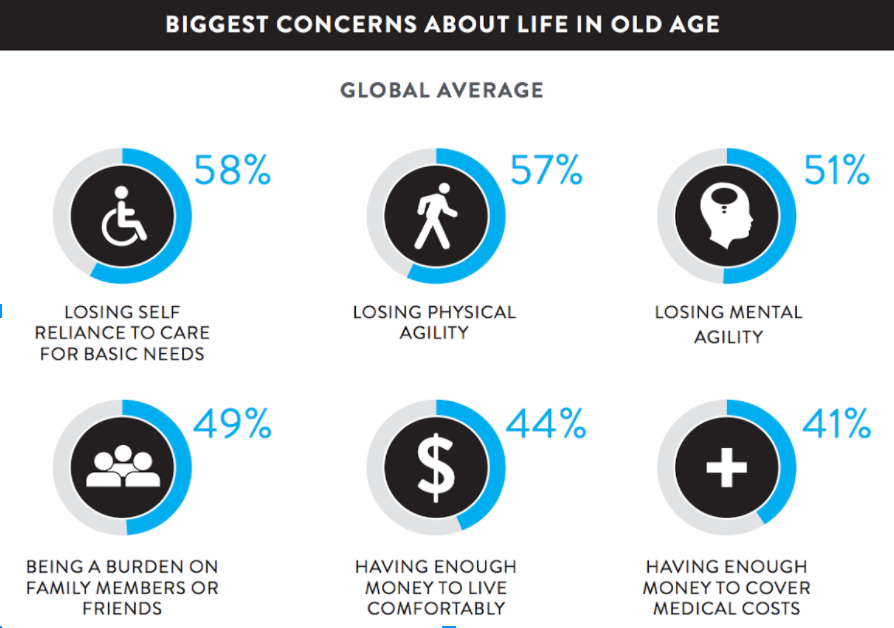 BIGGEST CONCERNS ABOUT LIFE IN OLD AGE
GLOBAL AVERAGE
58%
LOSING SELF
RELIANCE TO CARE
FOR BASIC NEEDS
57%
LOSING PHYSICAL
AGILITY
51%
LOSING MENTAL
AGILITY
49%
BEING A BURDEN ON
FAMILY MEMBERS OR
FRIENDS
$
44%
HAVING ENOUGH
MONEY TO LIVE
COMFORTABLY
41%
HAVING ENOUGH
MONEY TO COVER
MEDICAL COSTS